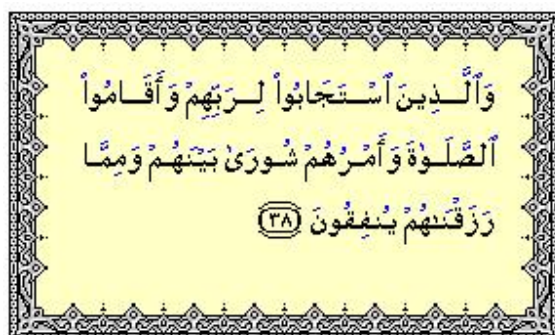 وَٱلَّذِينَ ٱسْتَجَابُوا۟ لِرَبِّهِمْ وَأَقَامُوا۟
ٱلصَّلَوٰةَ وَأَمْرُهُمْ شُورَىٰ بَيْنَهُمْ وَمِمَّا
رَزَقْنَٰهُمْ يُنفِقُونَ ٣٨